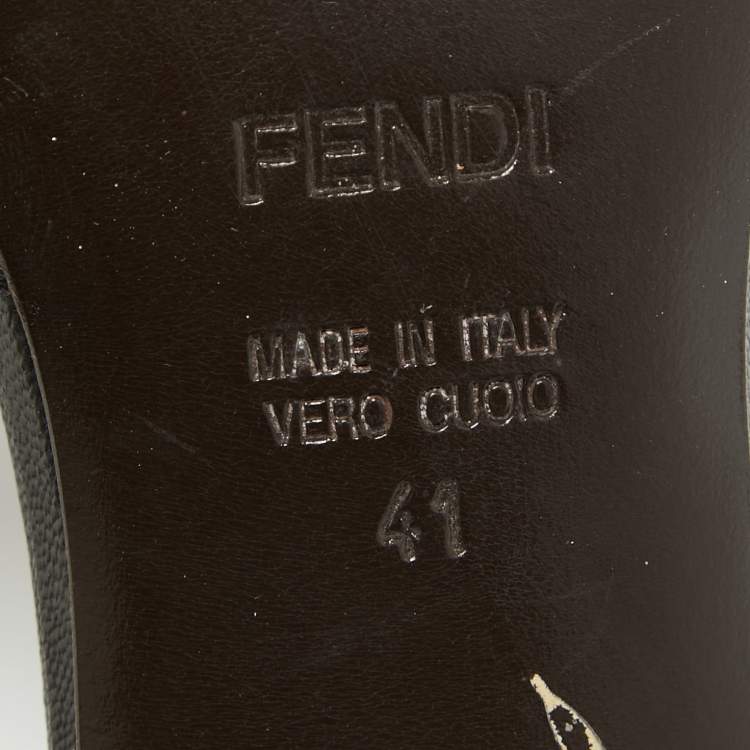 FENDI
MADE IN ITALY
VERO CUOIO
41